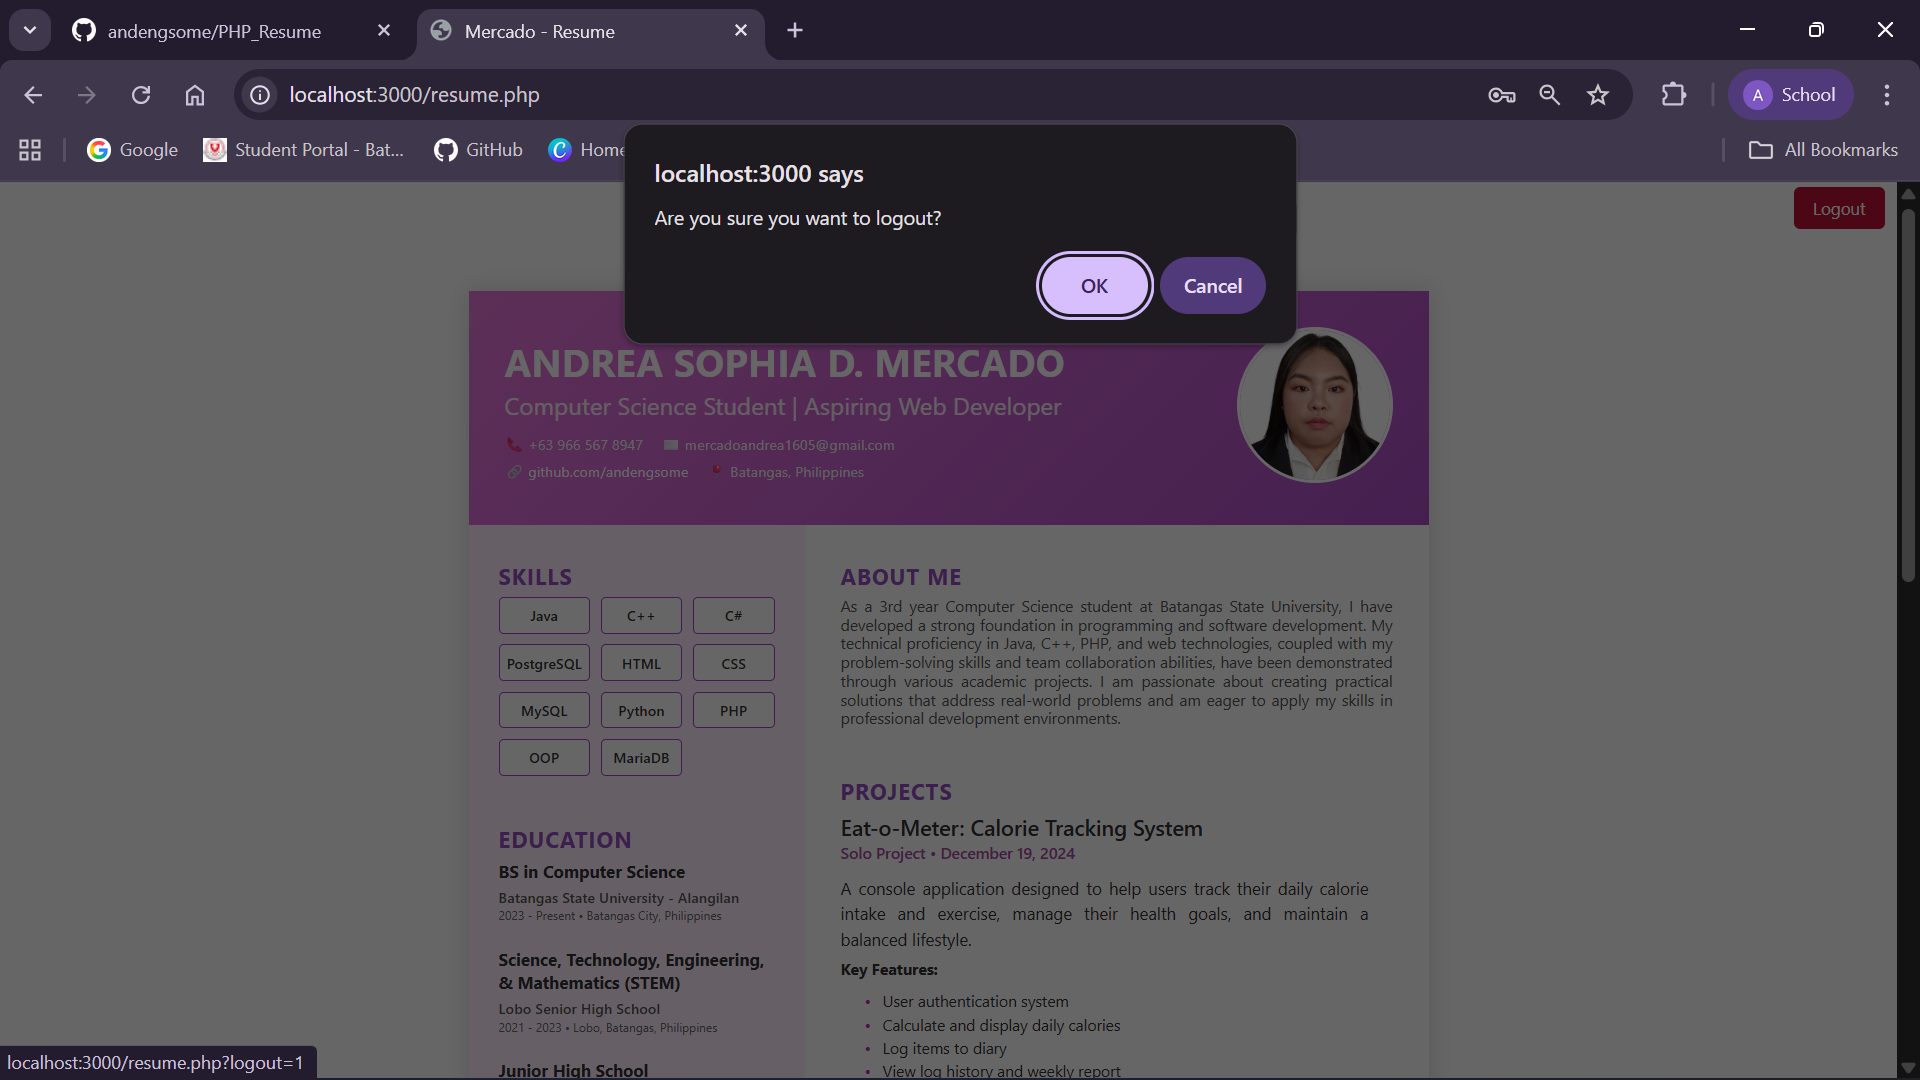 andengsome/PHP_Resume
Mercado - Resume
localhost:3000/resume.php
A School
Google
Student Portal - Bat...
GitHub
Home
All Bookmarks
localhost:3000 says
Are you sure you want to logout?
OK
Cancel
Logout
ANDREA SOPHIA D. MERCADO
Computer Science Student | Aspiring Web Developer
+63 966 567 8947 mercadoandrea1605@gmail.com
github.com/andengsome Batangas, Philippines
SKILLS
Java C++ C#
PostgreSQL HTML CSS
MySQL Python PHP
OOP MariaDB
EDUCATION
BS in Computer Science
Batangas State University - Alangilan
2023 - Present • Batangas City, Philippines
Science, Technology, Engineering,
& Mathematics (STEM)
Lobo Senior High School
2021 - 2023 • Lobo, Batangas, Philippines
Junior High School
ABOUT ME
As a 3rd year Computer Science student at Batangas State University, I have
developed a strong foundation in programming and software development. My
technical proficiency in Java, C++, PHP, and web technologies, coupled with my
problem-solving skills and team collaboration abilities, have been demonstrated
through various academic projects. I am passionate about creating practical
solutions that address real-world problems and am eager to apply my skills in
professional development environments.
PROJECTS
Eat-o-Meter: Calorie Tracking System
Solo Project • December 19, 2024
A console application designed to help users track their daily calorie
intake and exercise, manage their health goals, and maintain a
balanced lifestyle.
Key Features:
• User authentication system
• Calculate and display daily calories
• Log items to diary
• View log history and weekly report
localhost:3000/resume.php?logout=1